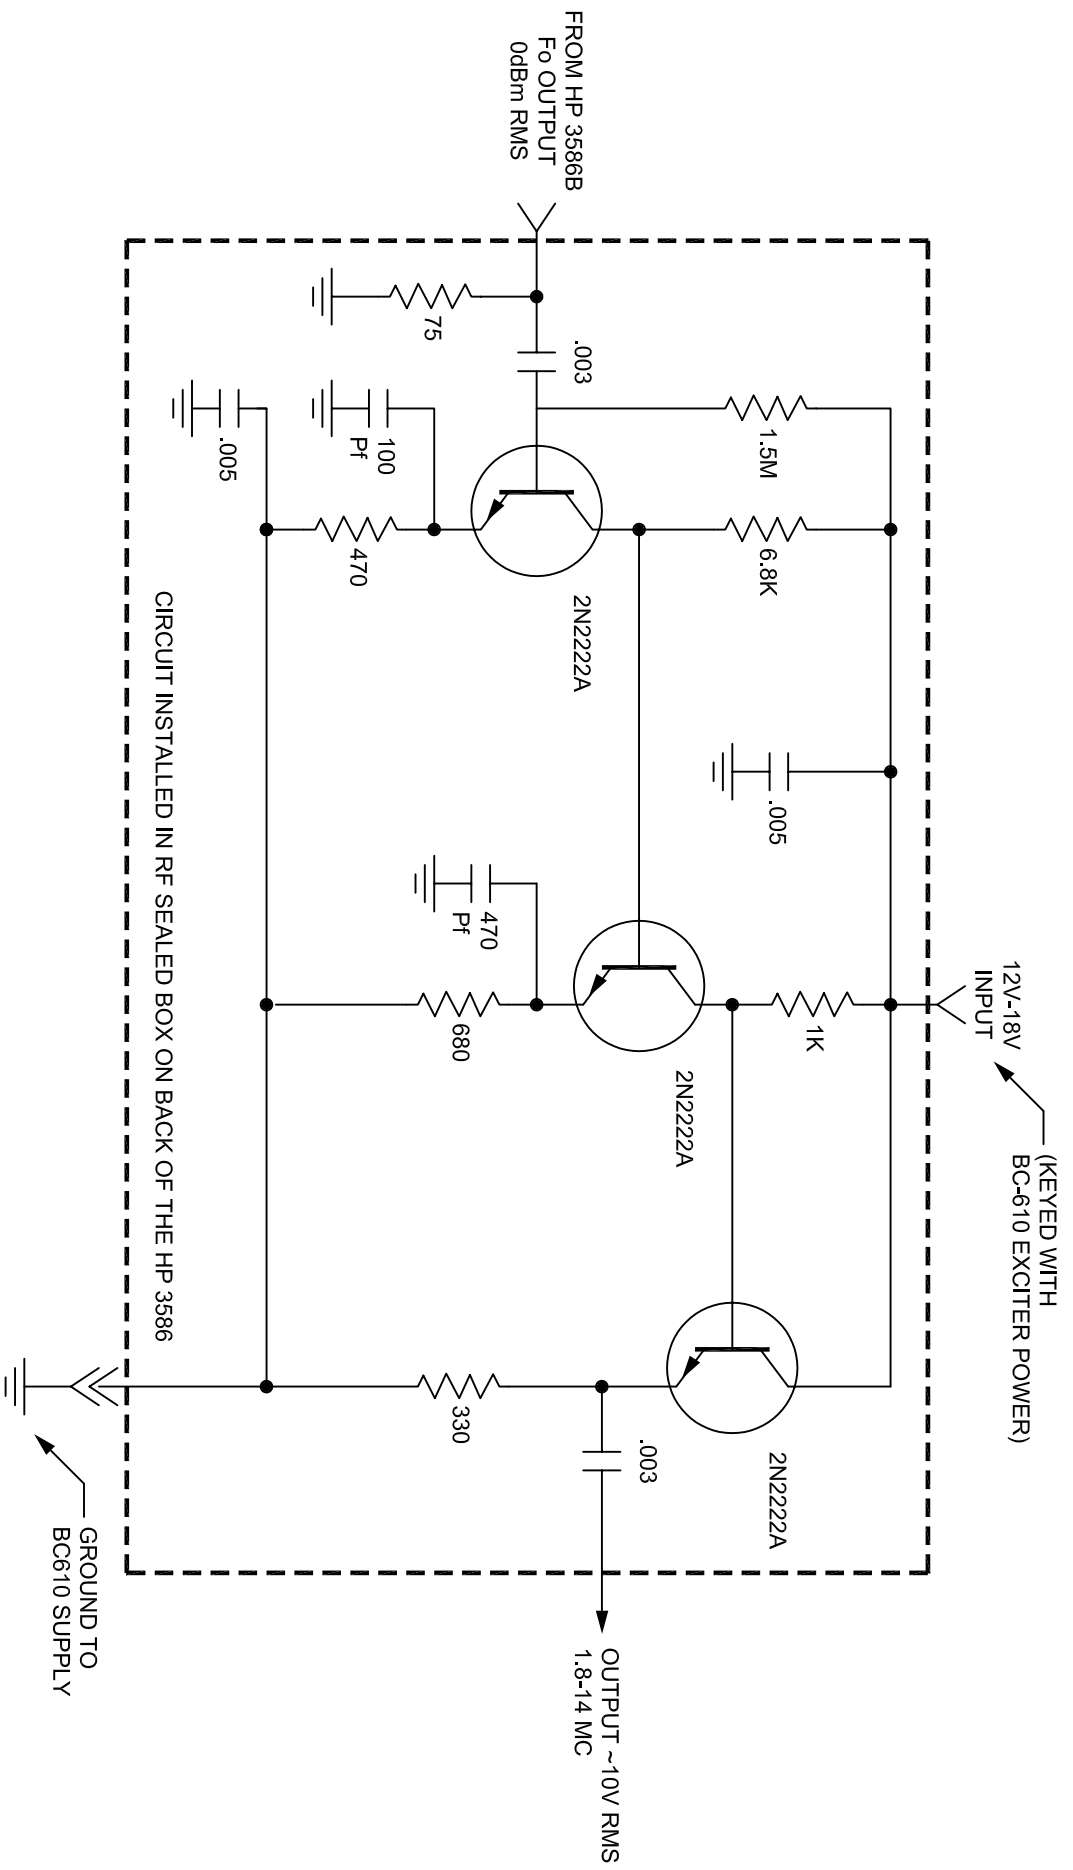 FROM HP 3586B
Fo OUTPUT
0dBm RMS
75
.003
1.5M
6.8K
100
Pf
.005
470
2N2222A
.005
12V-18V
INPUT
(KEYED WITH
BC-610 EXCITER POWER)
1K
470
Pf
680
2N2222A
2N2222A
330
.003
OUTPUT ~10V RMS
1.8-14 MC
CIRCUIT INSTALLED IN RF SEALED BOX ON BACK OF THE HP 3586
GROUND TO
BC610 SUPPLY